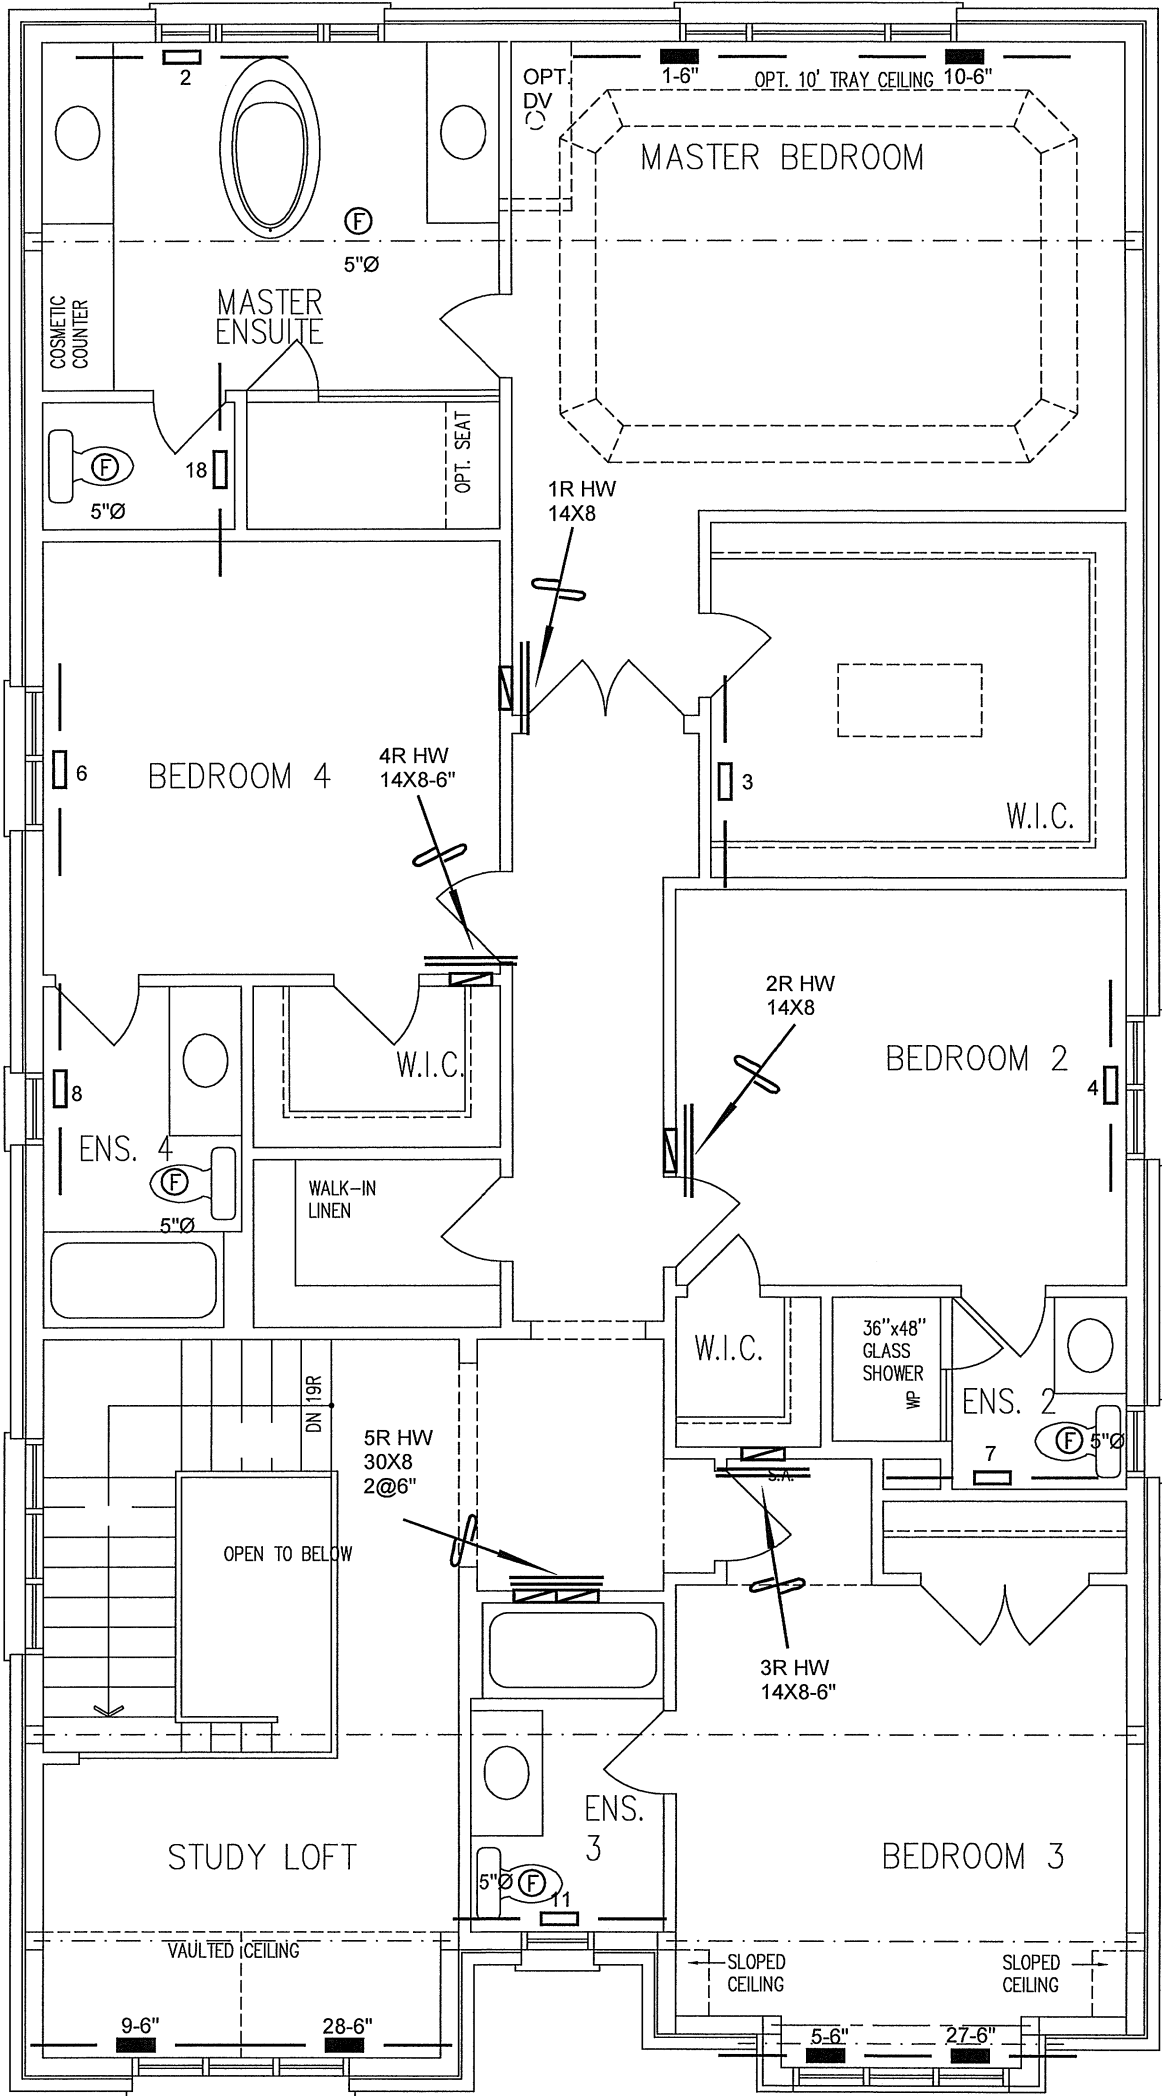 2
OPT.
DV
1-6"
OPT. 10' TRAY CEILING
10-6"
MASTER BEDROOM
F
5"Ø
COSMETIC
COUNTER
MASTER
ENSUITE
OPT. SEAT
F
5"Ø
18
1R HW
14X8
4R HW
14X8-6"
6
BEDROOM 4
3
W.I.C.
2R HW
14X8
BEDROOM 2
4
W.I.C.
8
ENS. 4
F
5"Ø
WALK-IN
LINEN
W.I.C.
36"x48"
GLASS
SHOWER
WP
ENS. 2
F
5"Ø
7
DN 19R
5R HW
30X8
2@6"
S.A.
OPEN TO BELOW
3R HW
14X8-6"
ENS.
3
STUDY LOFT
BEDROOM 3
5"Ø
F
11
VAULTED CEILING
SLOPED
CEILING
SLOPED
CEILING
9-6"
28-6"
5-6"
27-6"